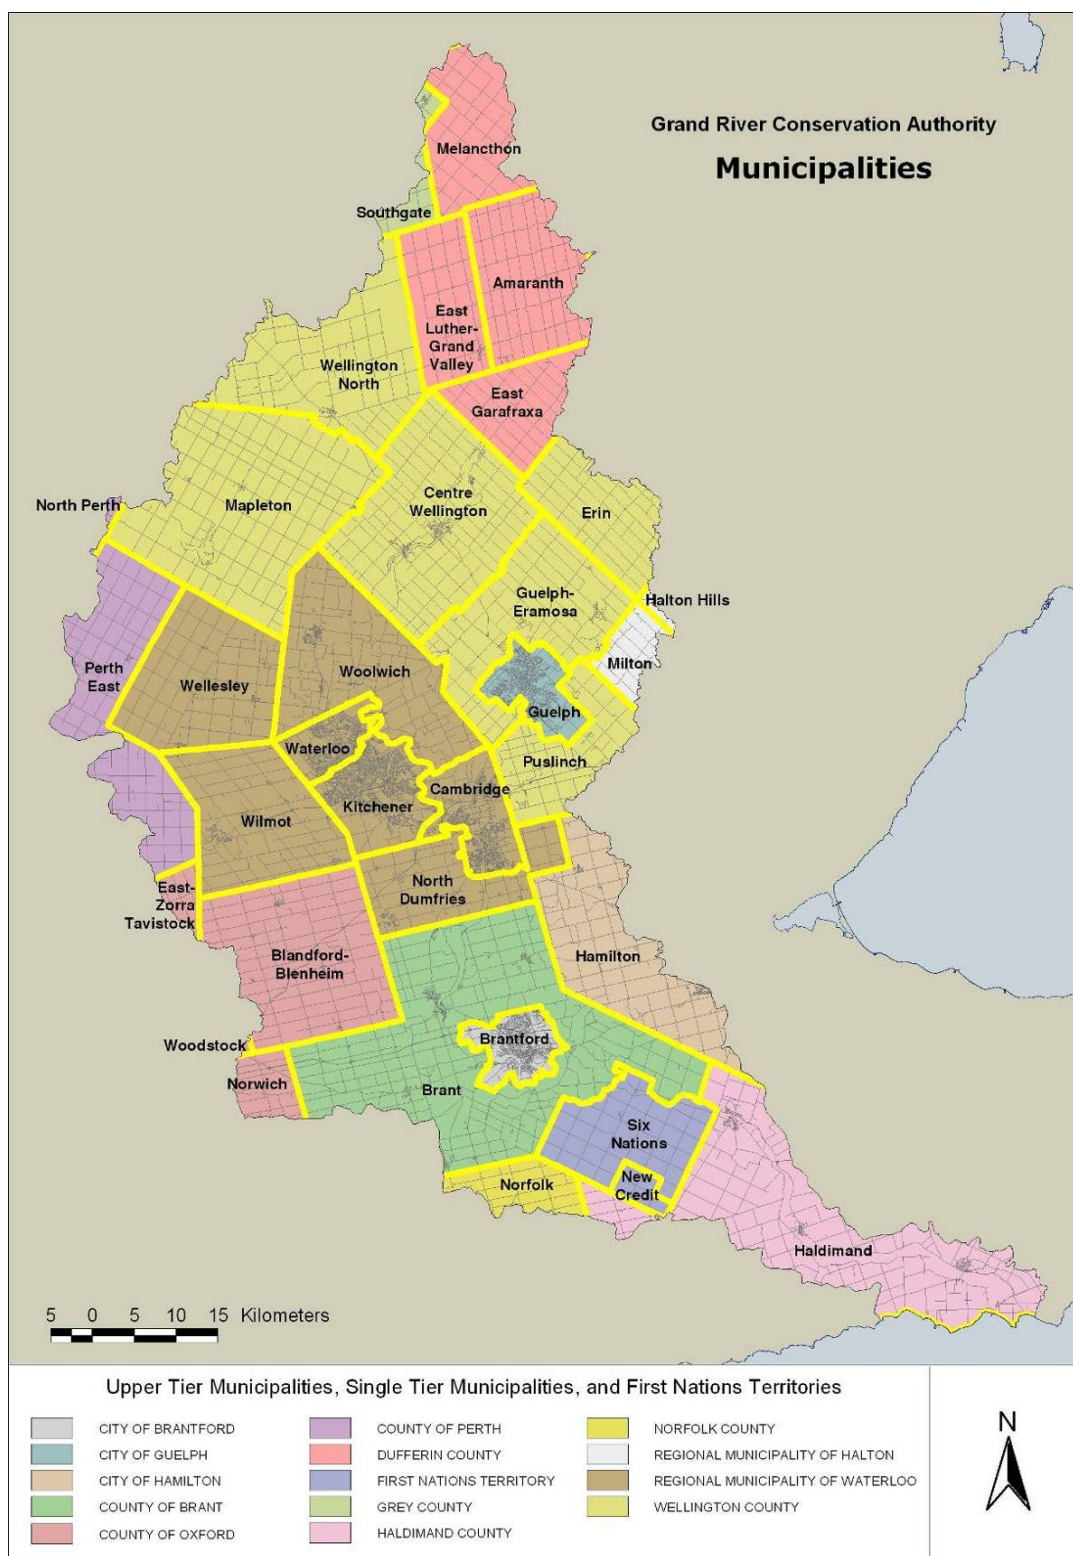 Grand River Conservation Authority
Municipalities
Melancthon
Southgate
Amaranth
East
Luther-
Grand
Valley
Wellington
North
East
Garafraxa
North Perth
Mapleton
Centre
Wellington
Erin
Guelph-
Eramosa
Halton Hills
Perth
East
Wellesley
Woolwich
Milton
Guelph
Waterloo
Puslinch
Cambridge
Kitchener
Wilmot
East-
Zorra
Tavistock
North
Dumfries
Blandford-
Blenheim
Hamilton
Woodstock
Brantford
Norwich
Brant
Six
Nations
New
Credit
Norfolk
Haldimand
5 0 5 10 15 Kilometers
Upper Tier Municipalities, Single Tier Municipalities, and First Nations Territories
CITY OF BRANTFORD
CITY OF GUELPH
CITY OF HAMILTON
COUNTY OF BRANT
COUNTY OF OXFORD
COUNTY OF PERTH
DUFFERIN COUNTY
FIRST NATIONS TERRITORY
GREY COUNTY
HALDIMAND COUNTY
NORFOLK COUNTY
REGIONAL MUNICIPALITY OF HALTON
REGIONAL MUNICIPALITY OF WATERLOO
WELLINGTON COUNTY
N